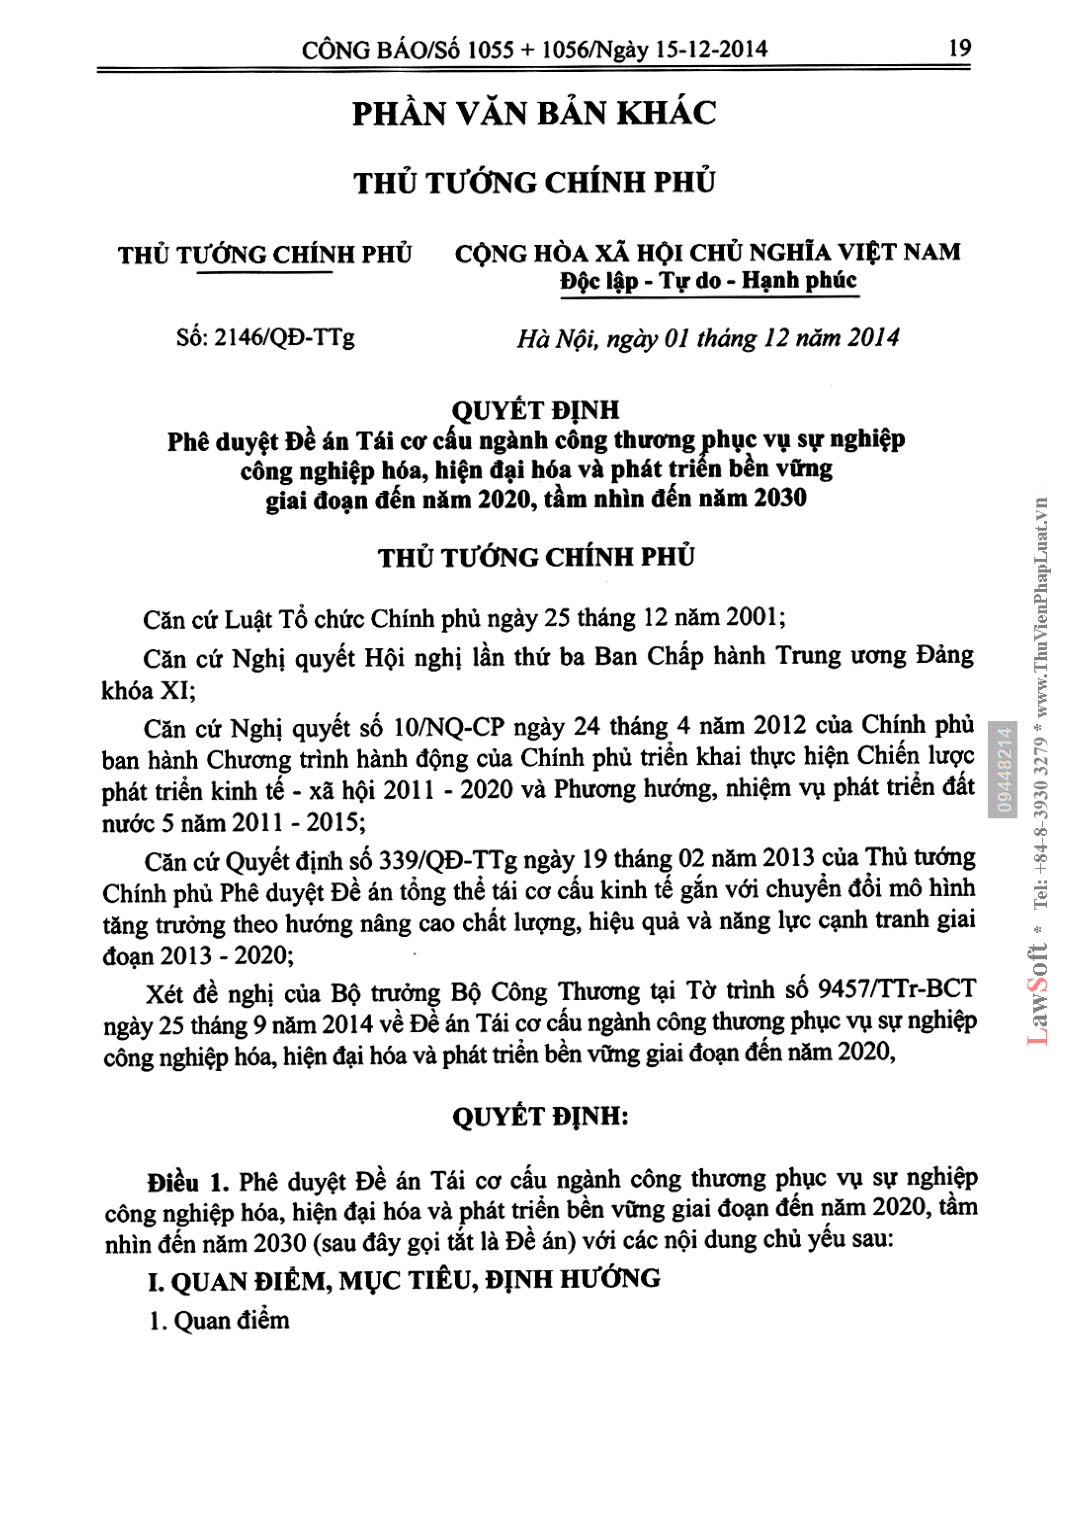 CÔNG BÁO/Số 1055 + 1056/Ngày 15-12-2014
19
PHẦN VĂN BẢN KHÁC
THỦ TƯỚNG CHÍNH PHỦ
THỦ TƯỚNG CHÍNH PHỦ
CỘNG HÒA XÃ HỘI CHỦ NGHĨA VIỆT NAM
Độc lập - Tự do - Hạnh phúc
Số: 2146/QĐ-TTg
Hà Nội, ngày 01 tháng 12 năm 2014
QUYẾT ĐỊNH
Phê duyệt Đề án Tái cơ cấu ngành công thương phục vụ sự nghiệp
công nghiệp hóa, hiện đại hóa và phát triển bền vững
giai đoạn đến năm 2020, tầm nhìn đến năm 2030
THỦ TƯỚNG CHÍNH PHỦ
Căn cứ Luật Tổ chức Chính phủ ngày 25 tháng 12 năm 2001;
Căn cứ Nghị quyết Hội nghị lần thứ ba Ban Chấp hành Trung ương Đảng
khóa XI;
Căn cứ Nghị quyết số 10/NQ-CP ngày 24 tháng 4 năm 2012 của Chính phủ
ban hành Chương trình hành động của Chính phủ triển khai thực hiện Chiến lược
phát triển kinh tế - xã hội 2011 - 2020 và Phương hướng, nhiệm vụ phát triển đất
nước 5 năm 2011 - 2015;
Căn cứ Quyết định số 339/QĐ-TTg ngày 19 tháng 02 năm 2013 của Thủ tướng
Chính phủ Phê duyệt Đề án tổng thể tái cơ cấu kinh tế gắn với chuyển đổi mô hình
tăng trưởng theo hướng nâng cao chất lượng, hiệu quả và năng lực cạnh tranh giai
đoạn 2013 - 2020;
Xét đề nghị của Bộ trưởng Bộ Công Thương tại Tờ trình số 9457/TTr-BCT
ngày 25 tháng 9 năm 2014 về Đề án Tái cơ cấu ngành công thương phục vụ sự nghiệp
công nghiệp hóa, hiện đại hóa và phát triển bền vững giai đoạn đến năm 2020,
QUYẾT ĐỊNH:
Điều 1. Phê duyệt Đề án Tái cơ cấu ngành công thương phục vụ sự nghiệp
công nghiệp hóa, hiện đại hóa và phát triển bền vững giai đoạn đến năm 2020, tầm
nhìn đến năm 2030 (sau đây gọi tắt là Đề án) với các nội dung chủ yếu sau:
I. QUAN ĐIỂM, MỤC TIÊU, ĐỊNH HƯỚNG
1. Quan điểm
09448214
LawSoft * Tel: +84-8-3930 3279 * www.ThuVienPhapLuat.vn